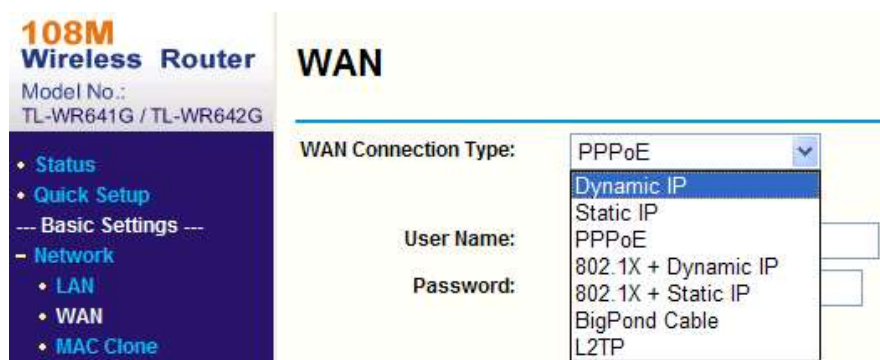 108M
Wireless Router
Model No.:
TL-WR641G / TL-WR642G
• Status
• Quick Setup
--- Basic Settings ---
– Network
• LAN
• WAN
• MAC Clone
WAN
WAN Connection Type:
PPPoE
Dynamic IP
Static IP
PPPoE
802.1X + Dynamic IP
802.1X + Static IP
BigPond Cable
L2TP
User Name:
Password: